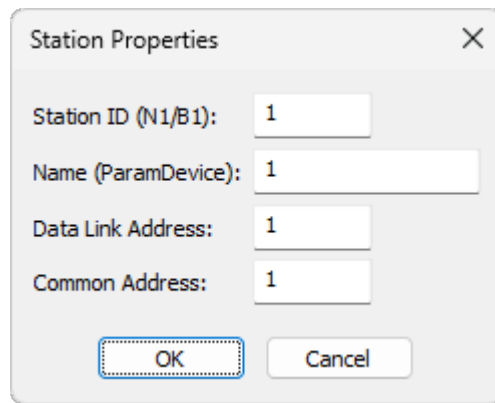 Station Properties
Station ID (N1/B1): 1
Name (ParamDevice): 1
Data Link Address: 1
Common Address: 1
OK Cancel